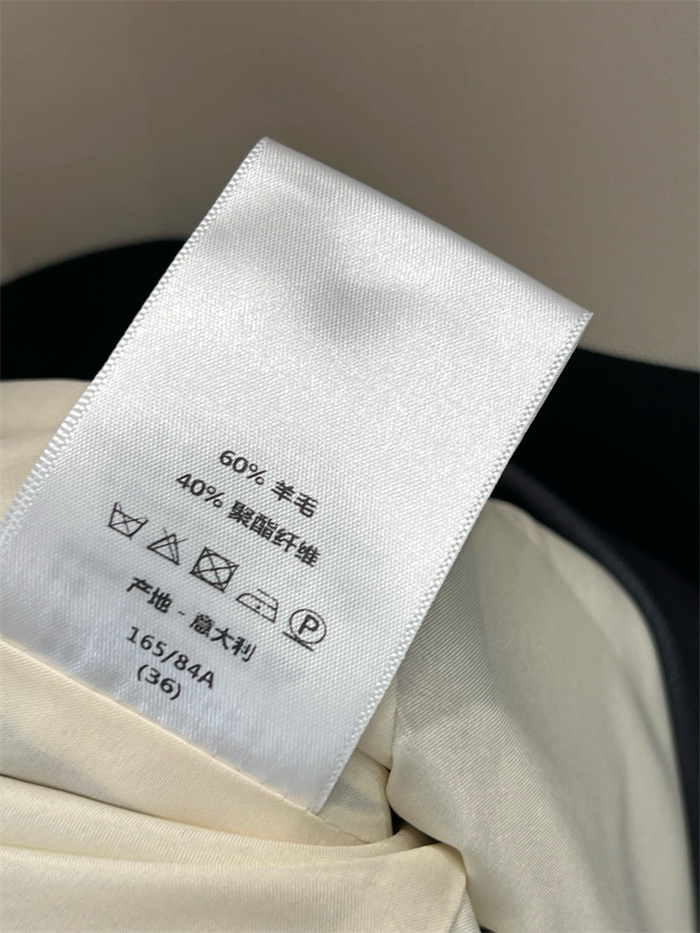 60% 羊毛
40% 聚酯纤维
P
产地 - 意大利
165/84A
(36)